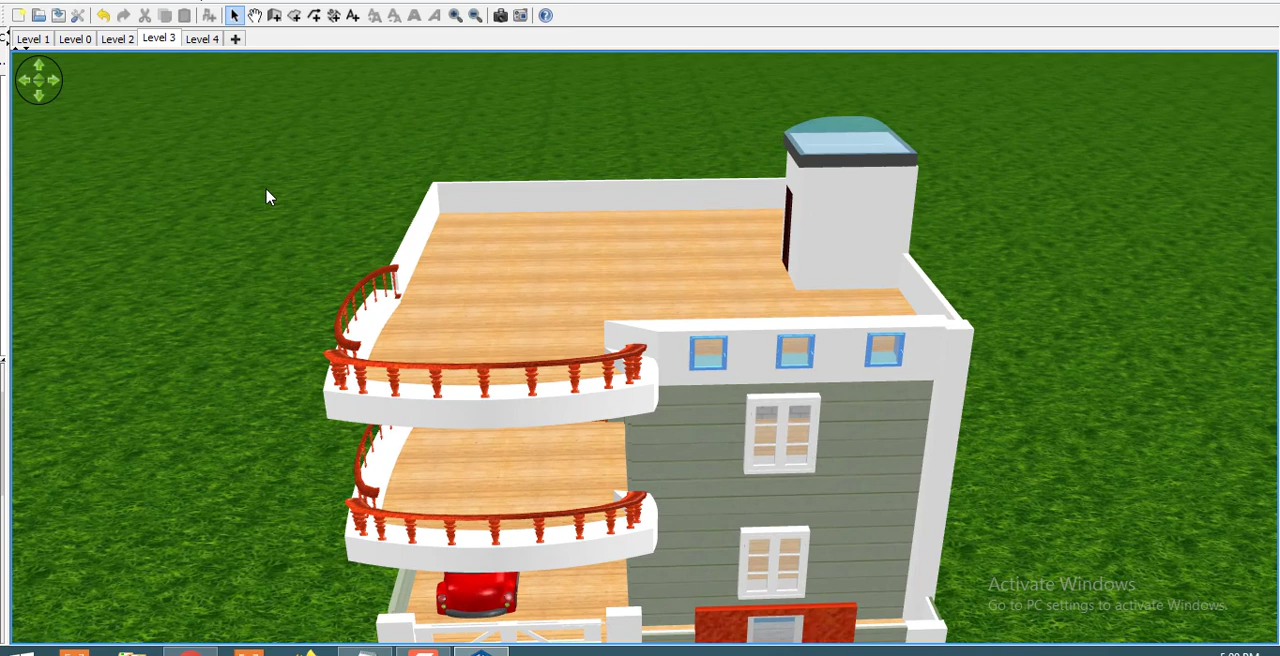 Level 1 Level 0 Level 2 Level 3 Level 4
Activate Windows
Go to PC settings to activate Windows.